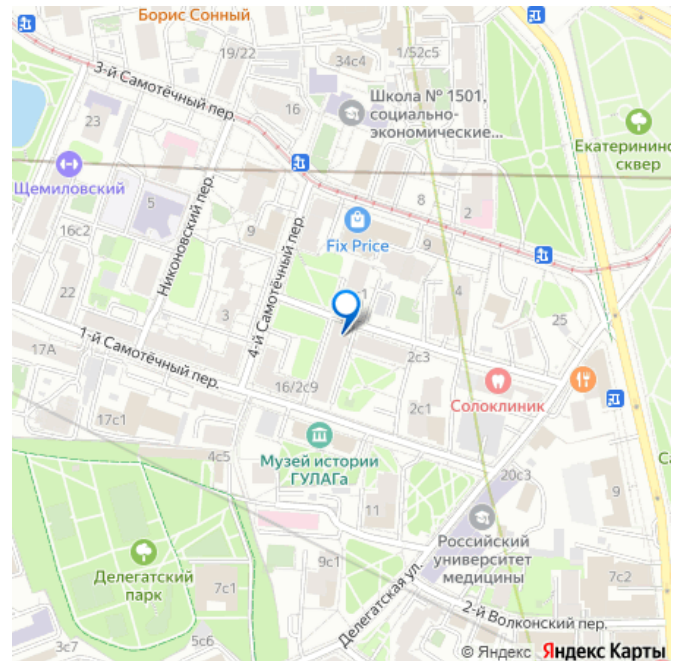 Борис Сонный
19/22
34с4
1/52с5
3-й Самотёчный пер.
16
Школа № 1501,
социально-
экономические...
23
Екатерининс
сквер
Щемиловский
5
Никоновский пер.
16с2
9
4-й Самотёчный пер.
8
2
Fix Price
9
22
3
с1
4
25
17А
1-й Самотёчный пер.
2с3
16/2с9
2с1
Солоклиник
17с1
4с5
Музей истории
ГУЛАГа
Са
20с3
9
11
Российский
университет
медицины
Делегатский
парк
7с1
9с1
Делегатская ул.
7с2
2-й Волконский пер.
3с7
5с6
© Яндекс Яндекс Карты